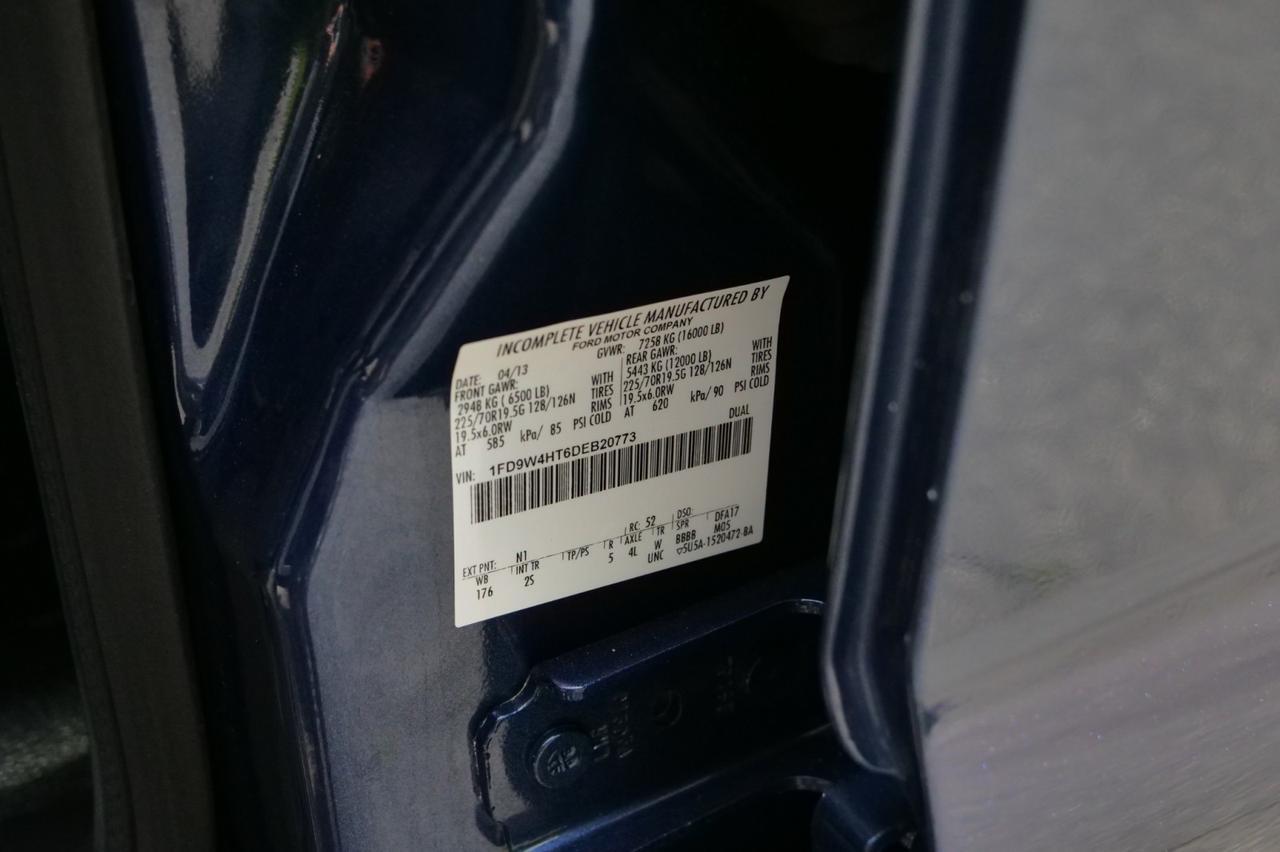 INCOMPLETE VEHICLE MANUFACTURED BY
FORD MOTOR COMPANY
DATE: 04/13 GVWR: 7258 KG (16000 LB)
FRONT GAWR: REAR GAWR:
2948 KG ( 6500 LB) WITH 5443 KG (12000 LB) WITH
225/70R19.5G 128/126N TIRES 225/70R19.5G 128/126N TIRES
19.5x6.0RW RIMS 19.5x6.0RW RIMS
AT 585 kPa/ 85 PSI COLD AT 620 kPa/ 90 PSI COLD
VIN: 1FD9W4HT6DEB20773 DUAL
EXT PNT: N1 RC: 52 DSO:
WB INT TR TP/PS R AXLE TR SPR DFA17
176 2S 5 4L W BBBB M05
UNC ▽5U5A-1520472-BA